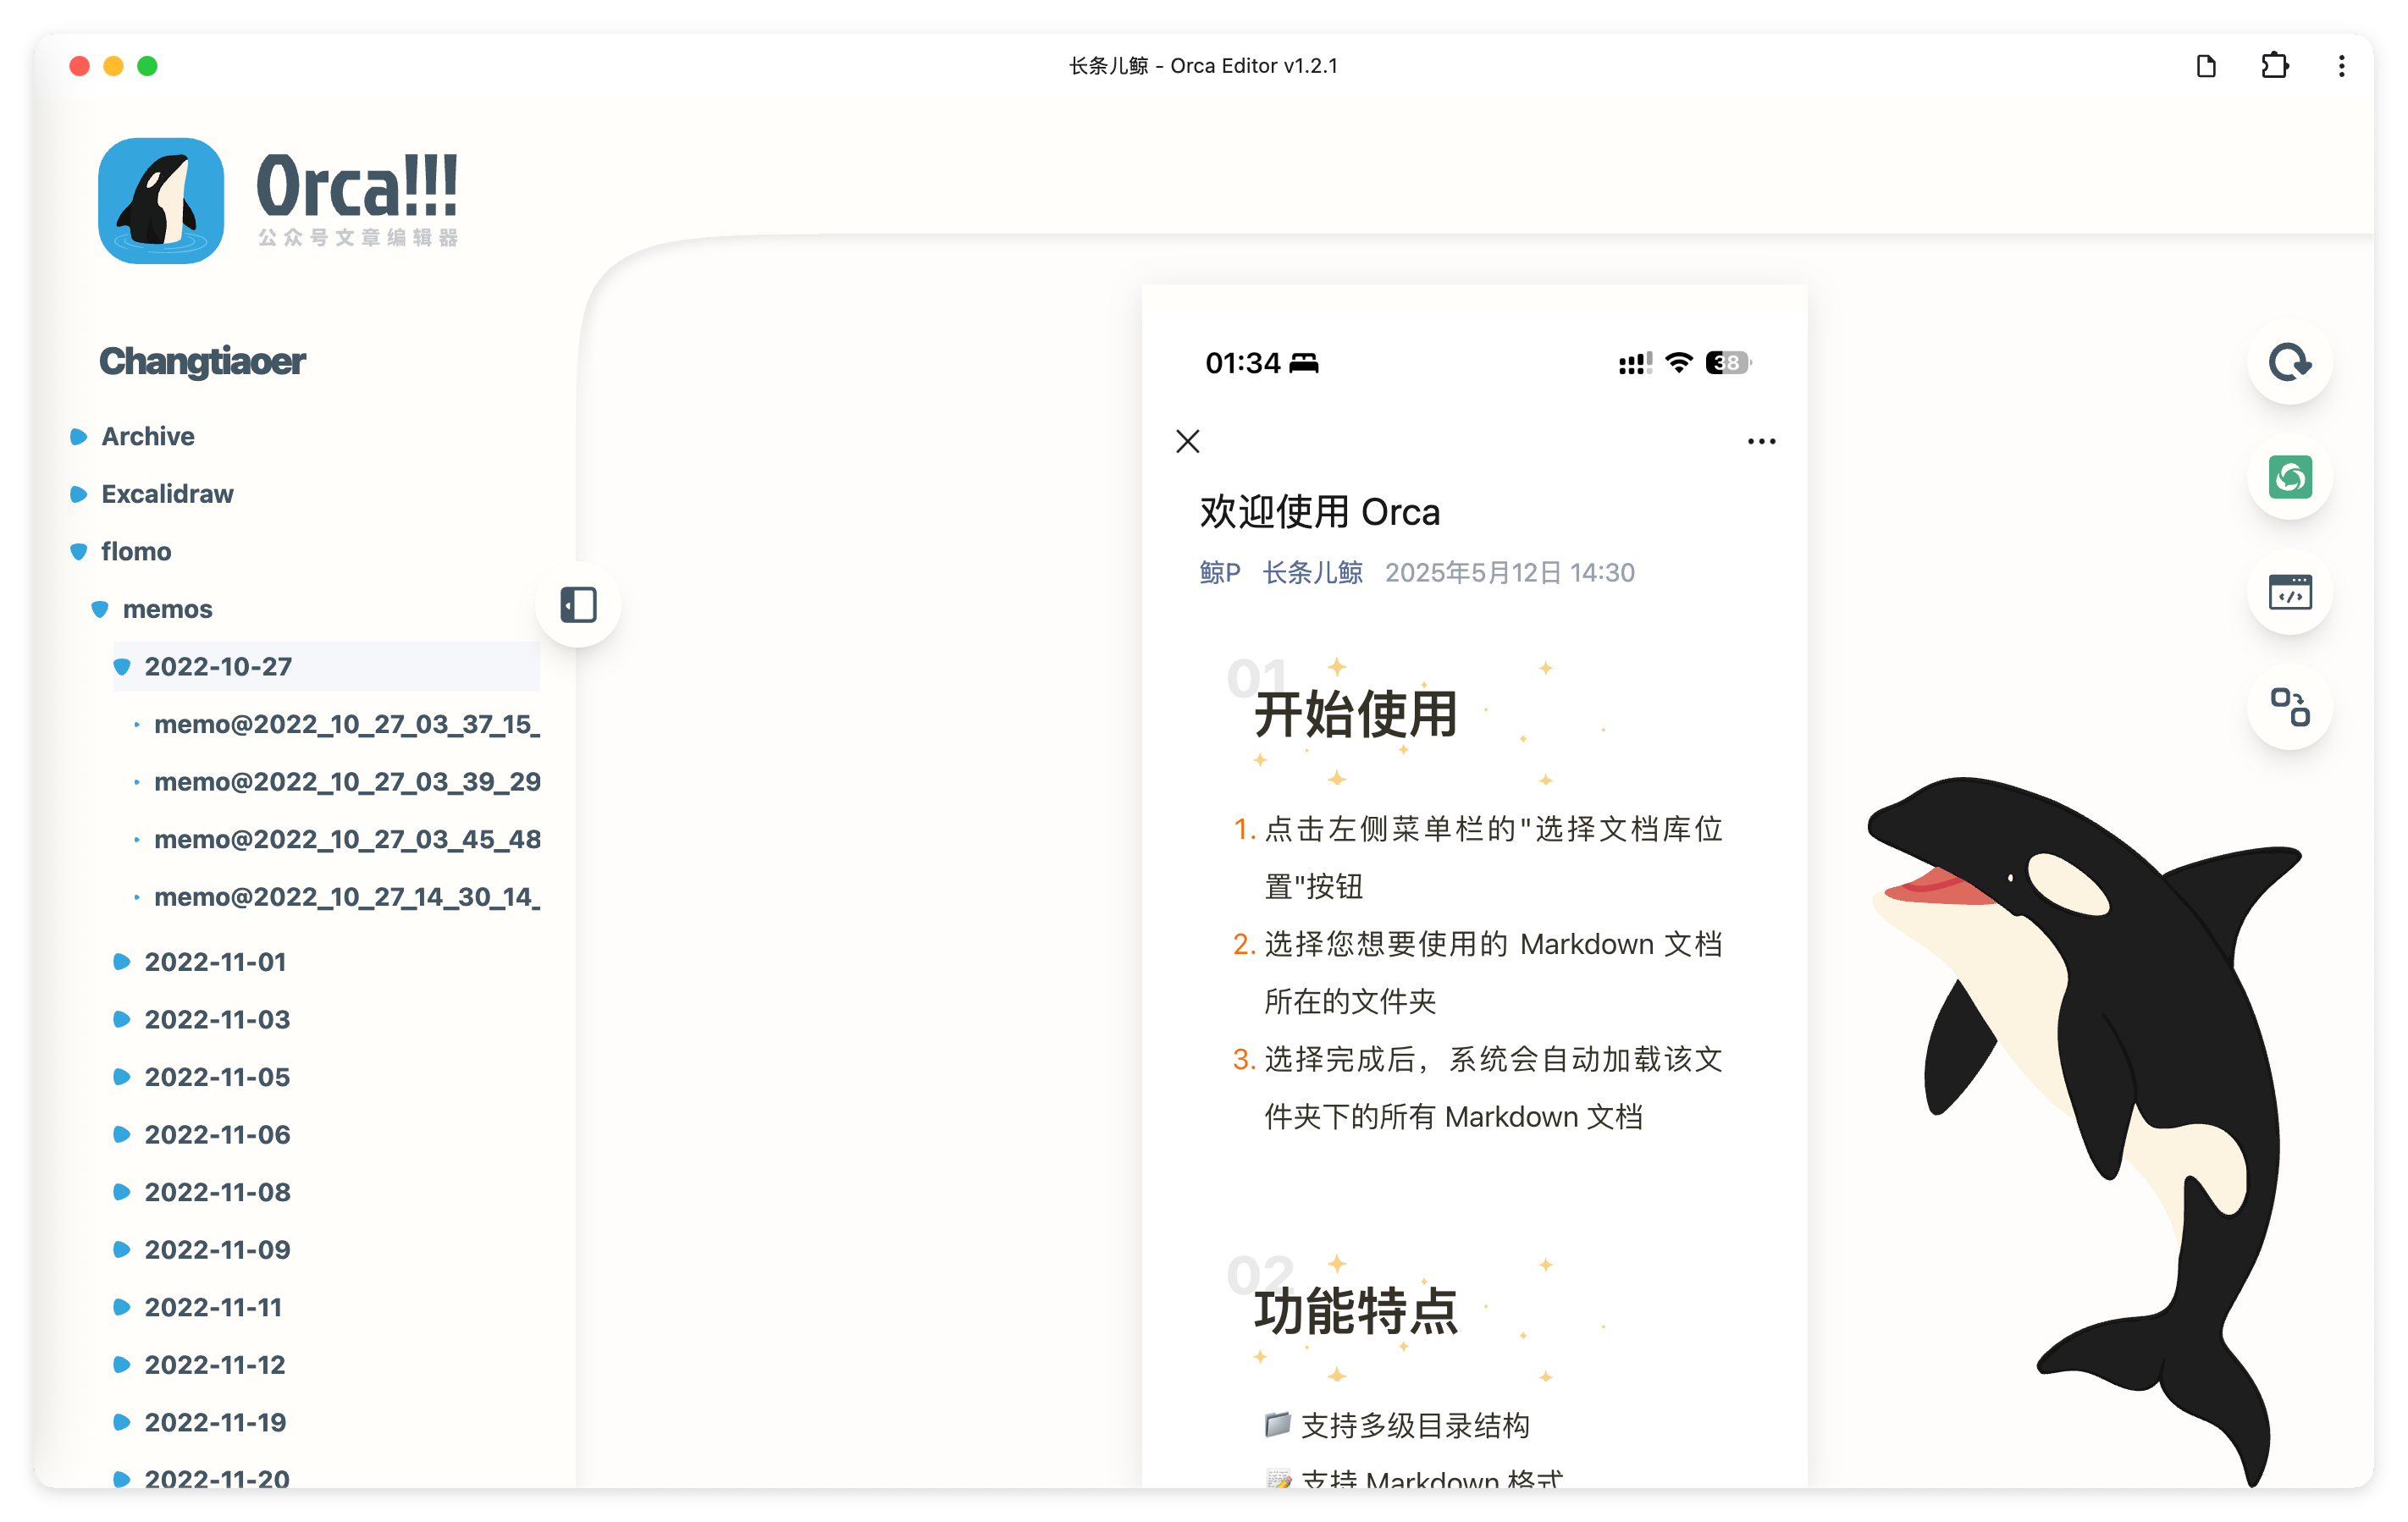 长条儿鲸 - Orca Editor v1.2.1
Orca!!!
公众号文章编辑器
Changtiaoer
Archive
Excalidraw
flomo
memos
2022-10-27
memo@2022_10_27_03_37_15_
memo@2022_10_27_03_39_29
memo@2022_10_27_03_45_48
memo@2022_10_27_14_30_14_
2022-11-01
2022-11-03
2022-11-05
2022-11-06
2022-11-08
2022-11-09
2022-11-11
2022-11-12
2022-11-19
2022-11-20
01:34
38
欢迎使用 Orca
鲸P 长条儿鲸 2025年5月12日 14:30
01
开始使用
1. 点击左侧菜单栏的"选择文档库位
置"按钮
2. 选择您想要使用的 Markdown 文档
所在的文件夹
3. 选择完成后，系统会自动加载该文
件夹下的所有 Markdown 文档
02
功能特点
支持多级目录结构
支持 Markdown 格式